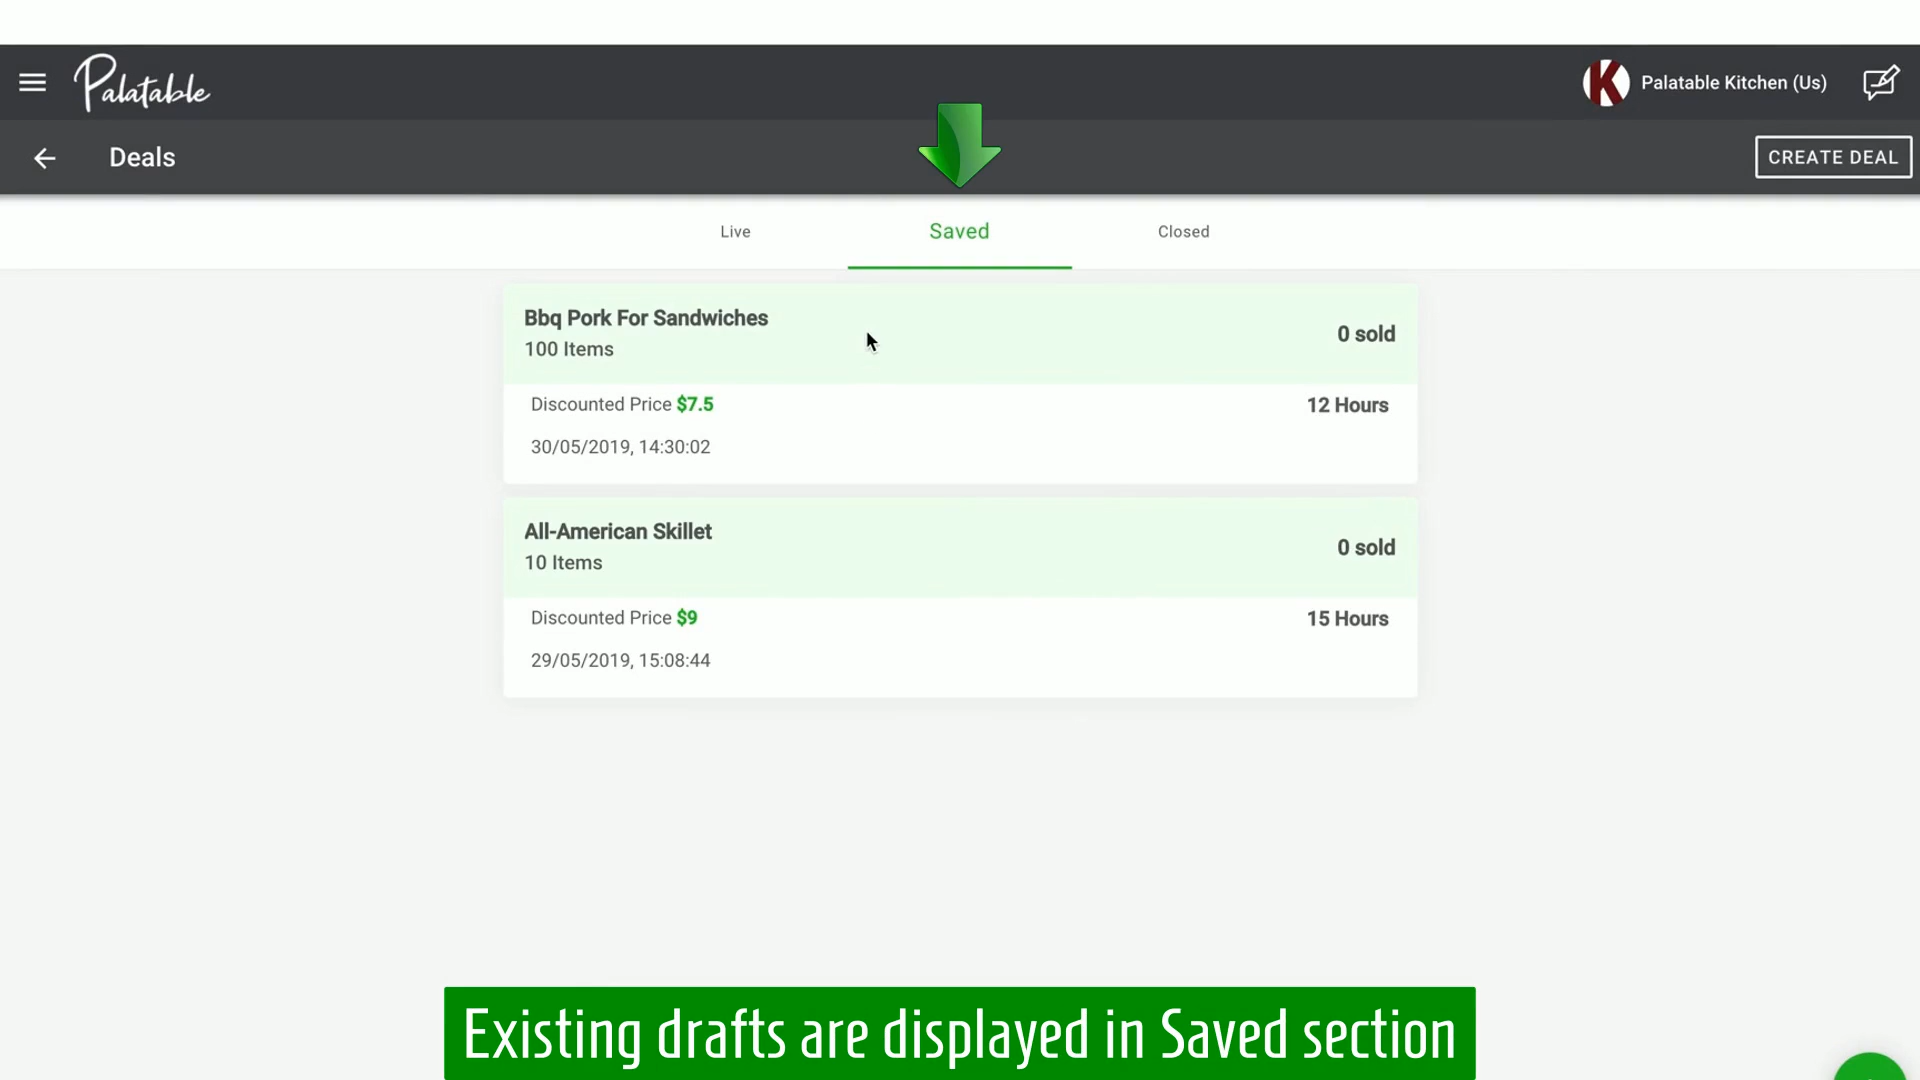 Palatable
Palatable Kitchen (Us)
Deals
CREATE DEAL
Live
Saved
Closed
Bbq Pork For Sandwiches
100 Items
0 sold
Discounted Price $7.5
12 Hours
30/05/2019, 14:30:02
All-American Skillet
10 Items
0 sold
Discounted Price $9
15 Hours
29/05/2019, 15:08:44
Existing drafts are displayed in Saved section